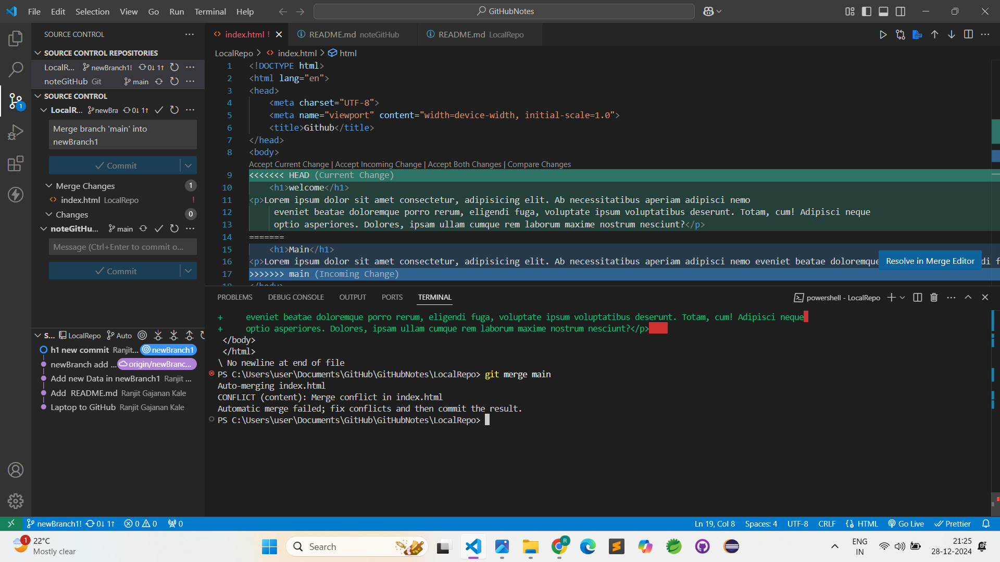 File Edit Selection View Go Run Terminal Help
GitHubNotes
SOURCE CONTROL
SOURCE CONTROL REPOSITORIES
LocalR... newBranch1! 0↓ 1↑
noteGitHub Git main
SOURCE CONTROL
LocalR... newBra 0↓ 1↑
Merge branch 'main' into
newBranch1
Commit
Merge Changes 1
index.html LocalRepo !
Changes 0
noteGitHu... main
Message (Ctrl+Enter to commit o...
Commit
S... LocalRepo Auto
h1 new commit Ranjit... newBranch1
newBranch add ... origin/newBranc...
Add new Data in newBranch1 Ranjit ...
Add README.md Ranjit Gajanan Kale
Laptop to GitHub Ranjit Gajanan Kale
index.html ! README.md noteGitHub README.md LocalRepo
LocalRepo > index.html > html
1 <!DOCTYPE html>
2 <html lang="en">
3 <head>
4 <meta charset="UTF-8">
5 <meta name="viewport" content="width=device-width, initial-scale=1.0">
6 <title>Github</title>
7 </head>
8 <body>
Accept Current Change | Accept Incoming Change | Accept Both Changes | Compare Changes
9 <<<<<<< HEAD (Current Change)
10 <h1>welcome</h1>
11 <p>Lorem ipsum dolor sit amet consectetur, adipisicing elit. Ab necessitatibus aperiam adipisci nemo
12 eveniet beatae doloremque porro rerum, eligendi fuga, voluptate ipsum voluptatibus deserunt. Totam, cum! Adipisci neque
13 optio asperiores. Dolores, ipsam ullam cumque rem laborum maxime nostrum nesciunt?</p>
14 =======
15 <h1>Main</h1>
16 <p>Lorem ipsum dolor sit amet consectetur, adipisicing elit. Ab necessitatibus aperiam adipisci nemo eveniet beatae doloremque
Resolve in Merge Editor
17 >>>>>>> main (Incoming Change)
18 </body>
PROBLEMS DEBUG CONSOLE OUTPUT PORTS TERMINAL
powershell - LocalRepo
+ eveniet beatae doloremque porro rerum, eligendi fuga, voluptate ipsum voluptatibus deserunt. Totam, cum! Adipisci neque
+ optio asperiores. Dolores, ipsam ullam cumque rem laborum maxime nostrum nesciunt?</p>
</body>
</html>
\ No newline at end of file
PS C:\Users\user\Documents\GitHub\GitHubNotes\LocalRepo> git merge main
Auto-merging index.html
CONFLICT (content): Merge conflict in index.html
Automatic merge failed; fix conflicts and then commit the result.
PS C:\Users\user\Documents\GitHub\GitHubNotes\LocalRepo>
newBranch1! 0↓ 1↑ 0 0 0
Ln 19, Col 8 Spaces: 4 UTF-8 CRLF HTML Go Live Prettier
1 22°C
Mostly clear
Search
R
ENG
IN
21:25
28-12-2024